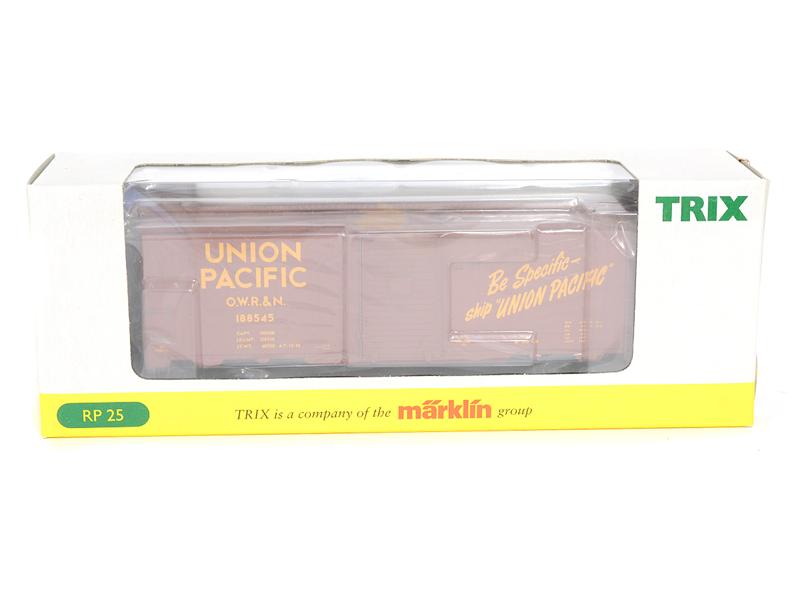 TRIX
UNION
PACIFIC
O.W.R.&N.
188545
Be Specific-
ship "UNION PACIFIC"
RP 25
TRIX is a company of the märklin group